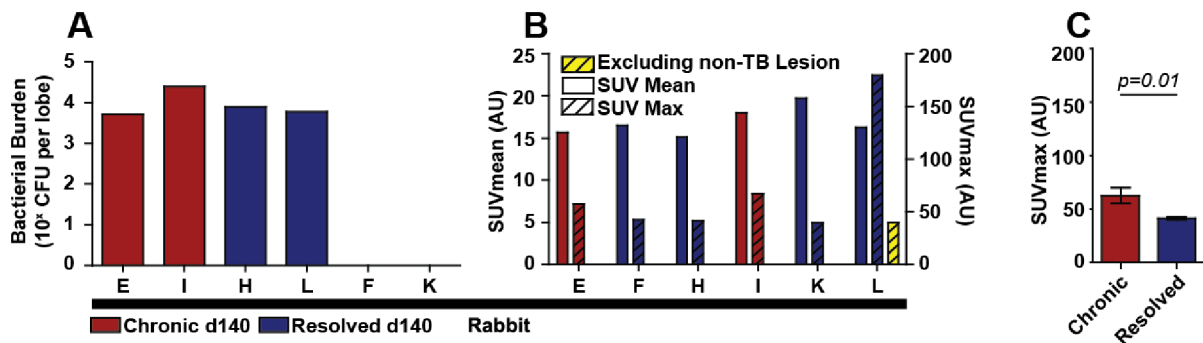 A
Bactierial Burden
(10ˣ CFU per lobe)
5
4
3
2
1
0
E I H L F K
B
SUVmean (AU)
25
20
15
10
5
0
Excluding non-TB Lesion
SUV Mean
SUV Max
200
150
100
50
0
SUVmax (AU)
E F H I K L
C
SUVmax (AU)
200
150
100
50
0
p=0.01
Chronic
Resolved
Chronic d140 Resolved d140 Rabbit